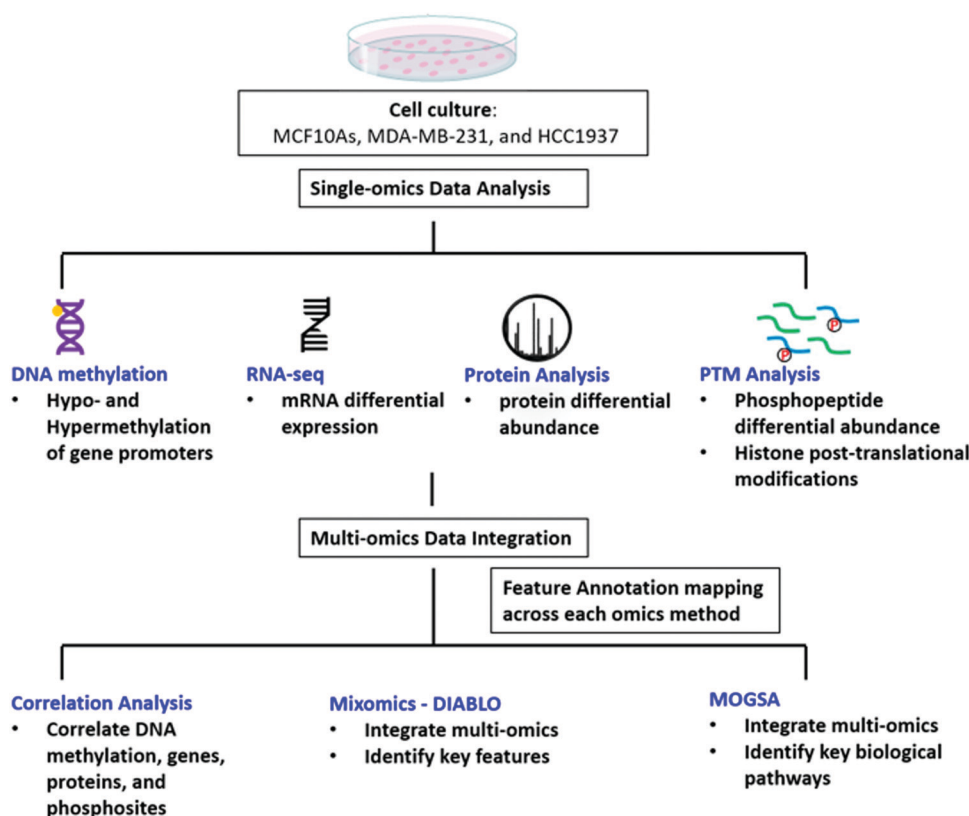 Cell culture:
MCF10As, MDA-MB-231, and HCC1937
Single-omics Data Analysis
DNA methylation
• Hypo- and
Hypermethylation
of gene promoters
RNA-seq
• mRNA differential
expression
Protein Analysis
• protein differential
abundance
P
P
PTM Analysis
• Phosphopeptide
differential abundance
• Histone post-translational
modifications
Multi-omics Data Integration
Feature Annotation mapping
across each omics method
Correlation Analysis
• Correlate DNA
methylation, genes,
proteins, and
phosphosites
Mixomics - DIABLO
• Integrate multi-omics
• Identify key features
MOGSA
• Integrate multi-omics
• Identify key biological
pathways